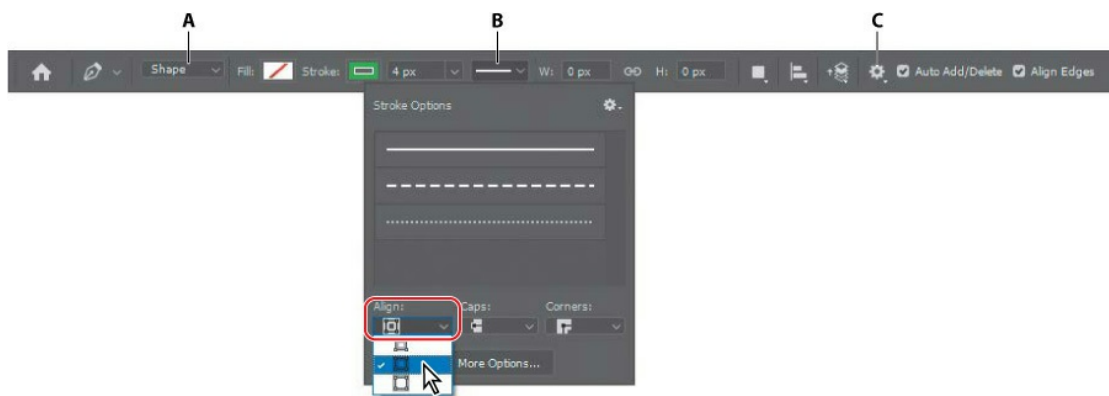 A B C
Shape Fill: Stroke: 4 px W: 0 px H: 0 px Auto Add/Delete Align Edges
Stroke Options
Align: Caps: Corners:
More Options...